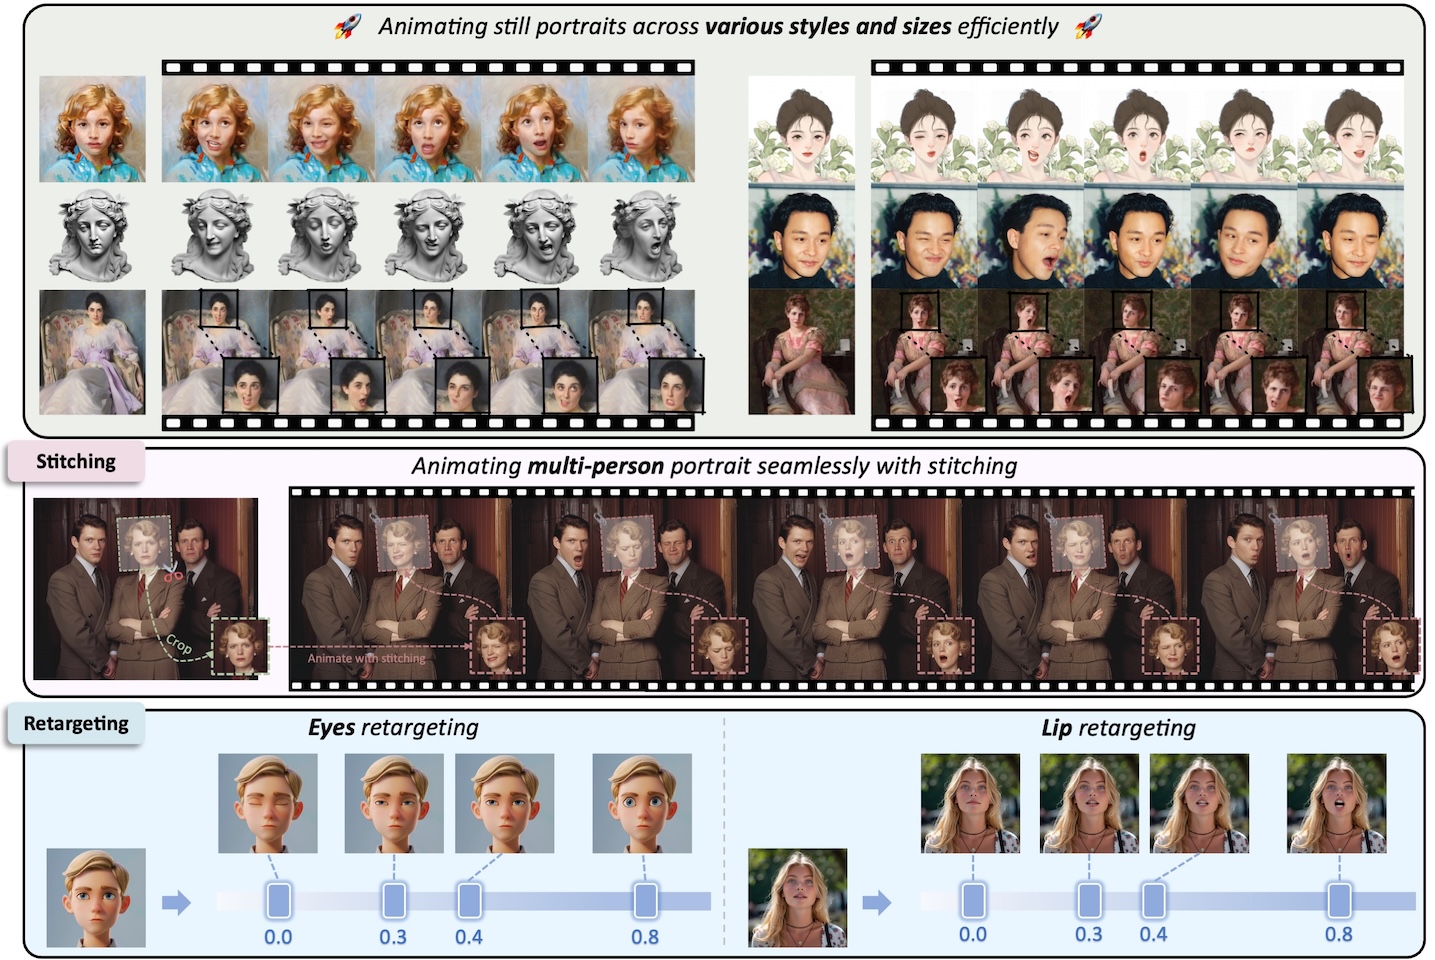 🚀 Animating still portraits across various styles and sizes efficiently 🚀
Stitching
Animating multi-person portrait seamlessly with stitching
Crop
Animate with stitching
Retargeting
Eyes retargeting
0.0 0.3 0.4 0.8
Lip retargeting
0.0 0.3 0.4 0.8